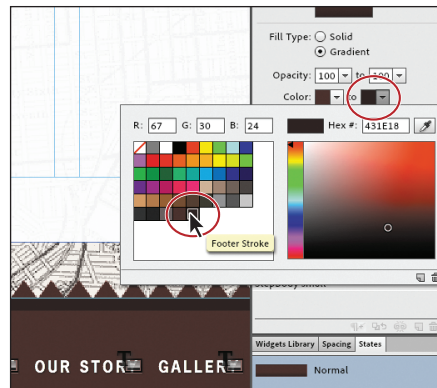 Fill Type: Solid
Gradient
Opacity: 100 to 100
Color: to
R: 67 G: 30 B: 24 Hex #: 431E18
Footer Stroke
Widgets Library Spacing States
OUR STOR GALLER Normal